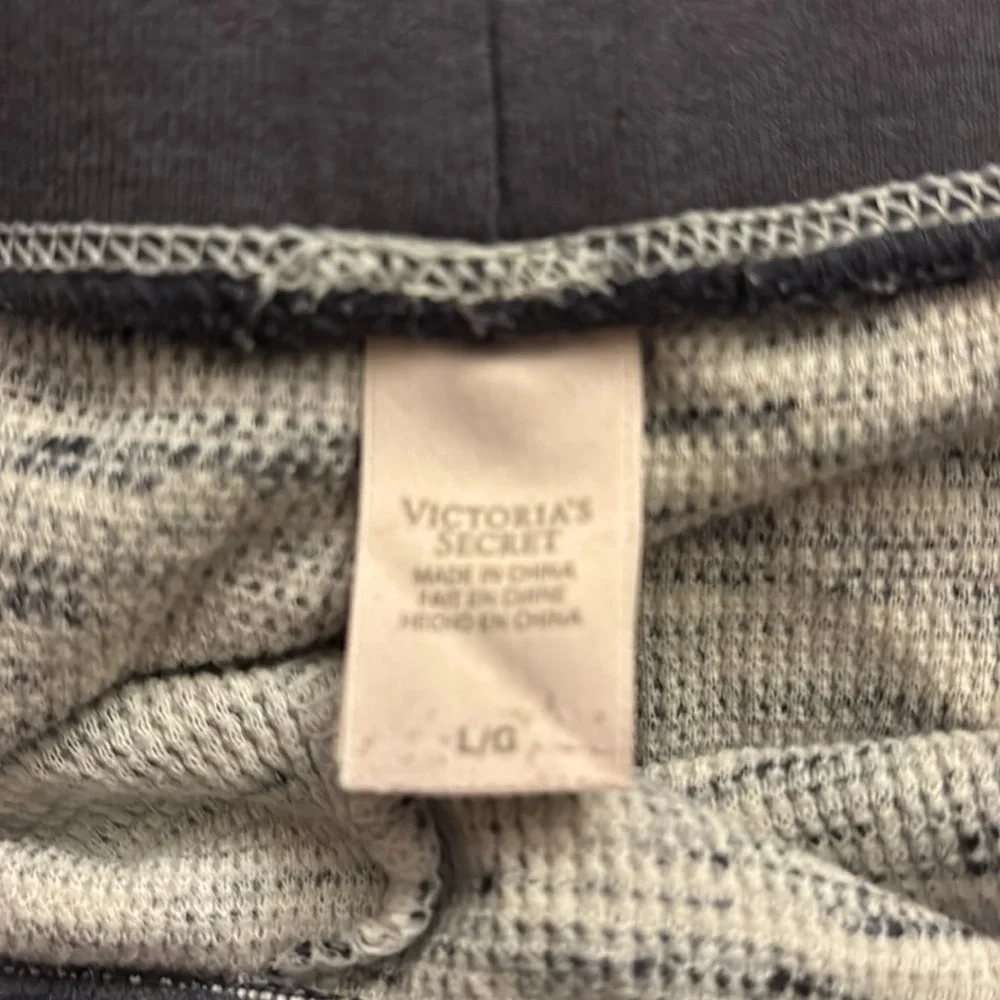 VICTORIA'S
SECRET
MADE IN CHINA
FAIT EN CHINE
HECHO EN CHINA
L/G